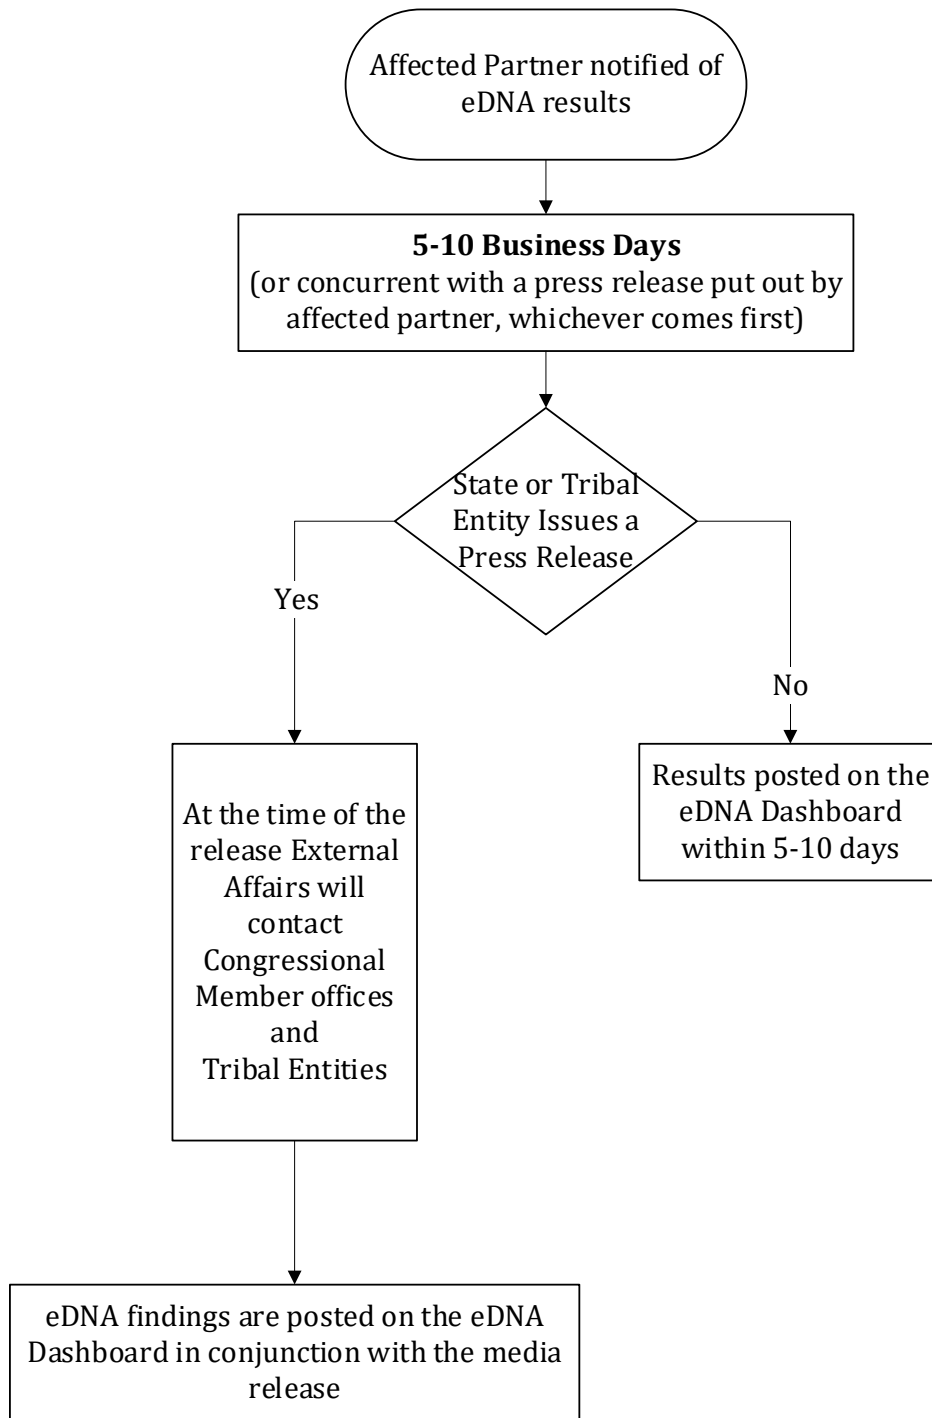 Affected Partner notified of
eDNA results
5-10 Business Days
(or concurrent with a press release put out by
affected partner, whichever comes first)
State or Tribal
Entity Issues a
Press Release
Yes
No
At the time of the
release External
Affairs will
contact
Congressional
Member offices
and
Tribal Entities
Results posted on the
eDNA Dashboard
within 5-10 days
eDNA findings are posted on the eDNA
Dashboard in conjunction with the media
release